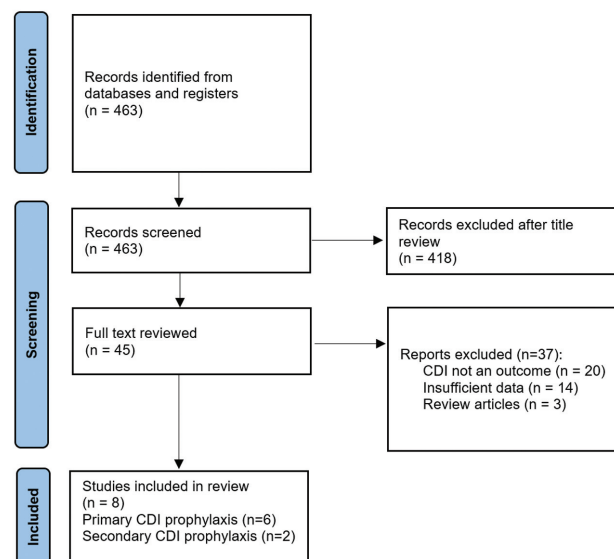 Identification
Records identified from
databases and registers
(n = 463)
Screening
Records screened
(n = 463)
Records excluded after title
review
(n = 418)
Full text reviewed
(n = 45)
Reports excluded (n=37):
CDI not an outcome (n = 20)
Insufficient data (n = 14)
Review articles (n = 3)
Included
Studies included in review
(n = 8)
Primary CDI prophylaxis (n=6)
Secondary CDI prophylaxis (n=2)